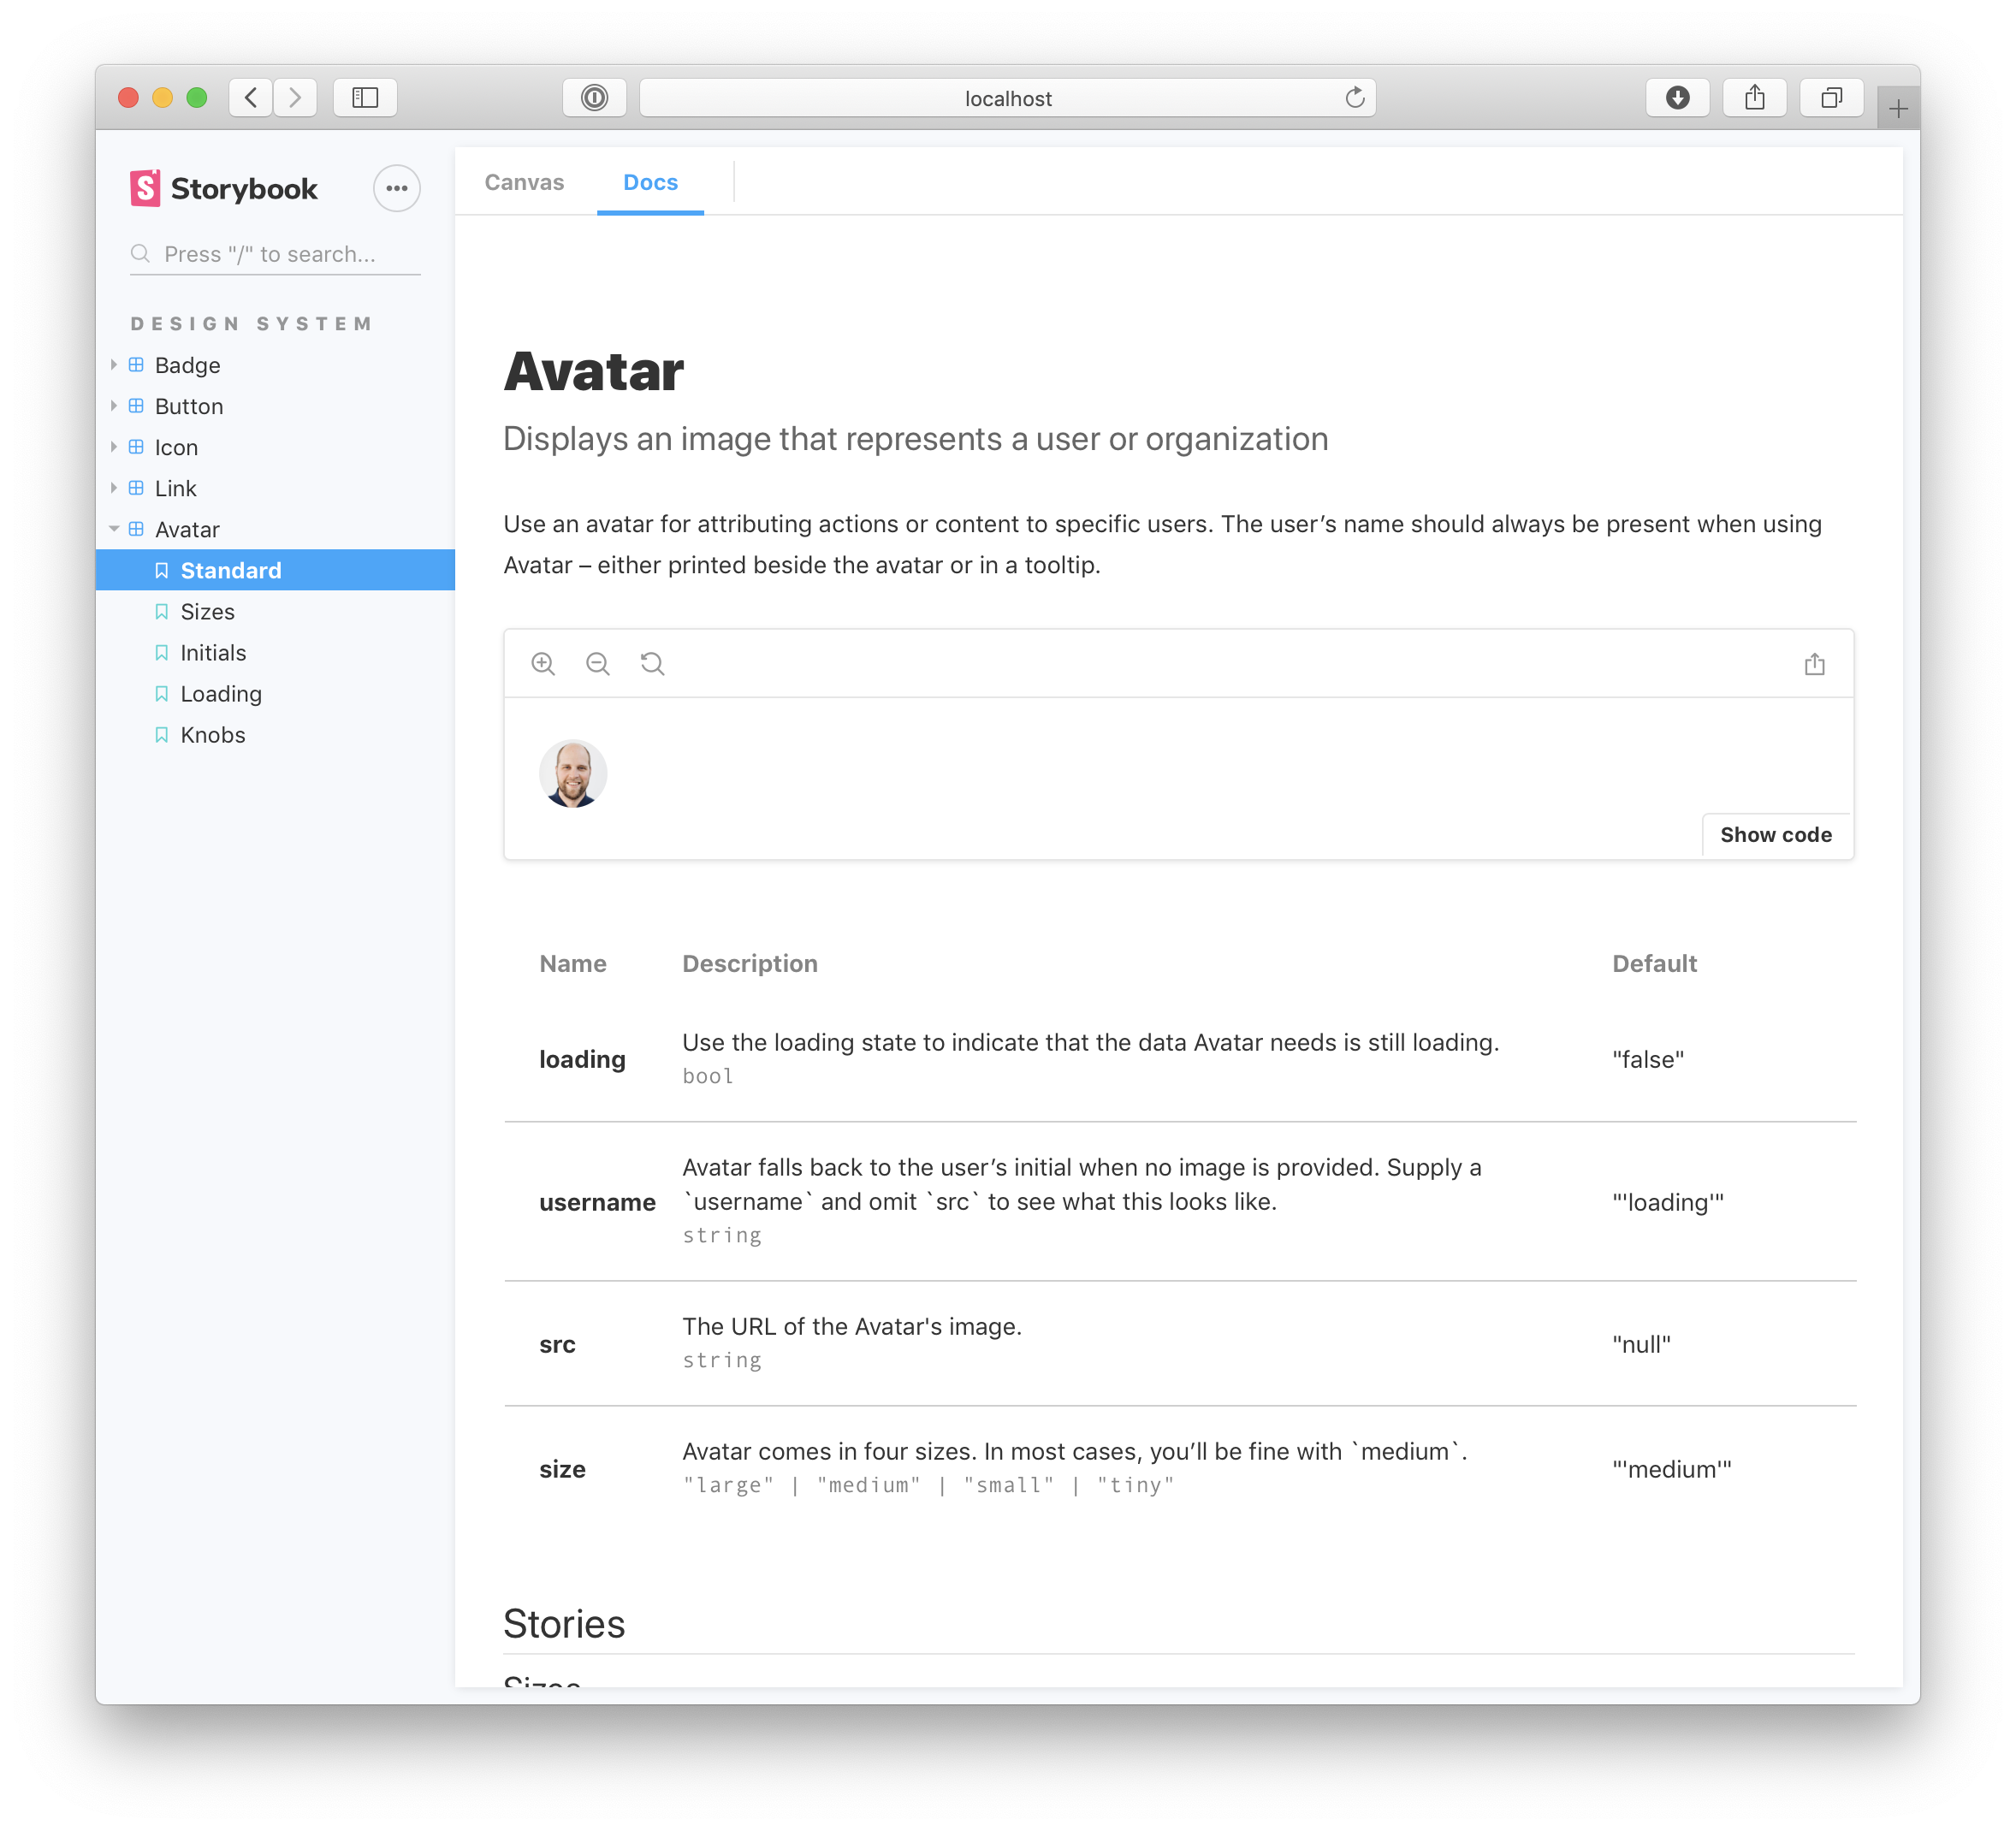 localhost
Storybook
Press "/" to search...
DESIGN SYSTEM
Badge
Button
Icon
Link
Avatar
Standard
Sizes
Initials
Loading
Knobs
Canvas
Docs
Avatar
Displays an image that represents a user or organization
Use an avatar for attributing actions or content to specific users. The user’s name should always be present when using
Avatar – either printed beside the avatar or in a tooltip.
Show code
Name Description Default
loading
Use the loading state to indicate that the data Avatar needs is still loading.
bool
"false"
username
Avatar falls back to the user’s initial when no image is provided. Supply a
`username` and omit `src` to see what this looks like.
string
"'loading'"
src
The URL of the Avatar's image.
string
"null"
size
Avatar comes in four sizes. In most cases, you’ll be fine with `medium`.
"large" | "medium" | "small" | "tiny"
"'medium'"
Stories
Sizes